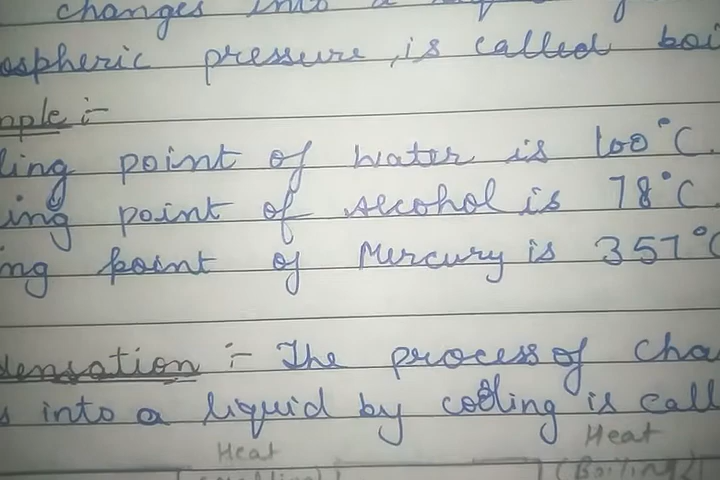 changes into a
ospheric pressure, is called boi
mple :-
ling point of water is 100°C.
ing point of alcohol is 78°C
ng point of Mercury is 357°C
densation :- The process of cha
s into a liquid by cooling is call
Heat Heat
(Boiling)